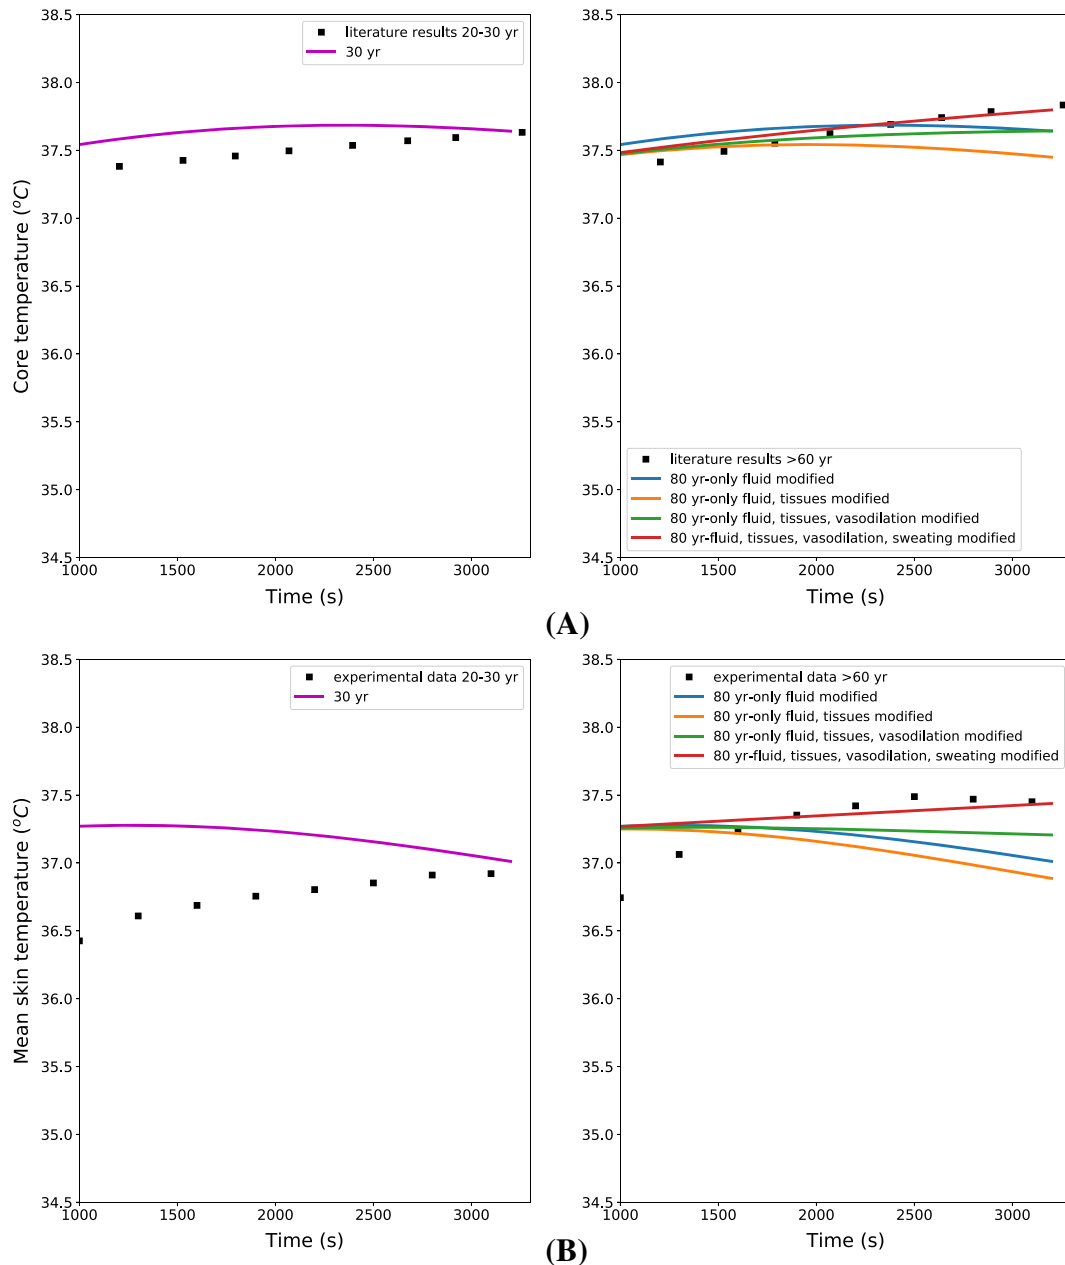 38.5
38.0
37.5
37.0
36.5
36.0
35.5
35.0
34.5
Core temperature (°C)
literature results 20-30 yr
30 yr
1000 1500 2000 2500 3000
Time (s)
38.5
38.0
37.5
37.0
36.5
36.0
35.5
35.0
34.5
literature results >60 yr
80 yr-only fluid modified
80 yr-only fluid, tissues modified
80 yr-only fluid, tissues, vasodilation modified
80 yr-fluid, tissues, vasodilation, sweating modified
1000 1500 2000 2500 3000
Time (s)
(A)
38.5
38.0
37.5
37.0
36.5
36.0
35.5
35.0
34.5
Mean skin temperature (°C)
experimental data 20-30 yr
30 yr
1000 1500 2000 2500 3000
Time (s)
38.5
38.0
37.5
37.0
36.5
36.0
35.5
35.0
34.5
experimental data >60 yr
80 yr-only fluid modified
80 yr-only fluid, tissues modified
80 yr-only fluid, tissues, vasodilation modified
80 yr-fluid, tissues, vasodilation, sweating modified
1000 1500 2000 2500 3000
Time (s)
(B)